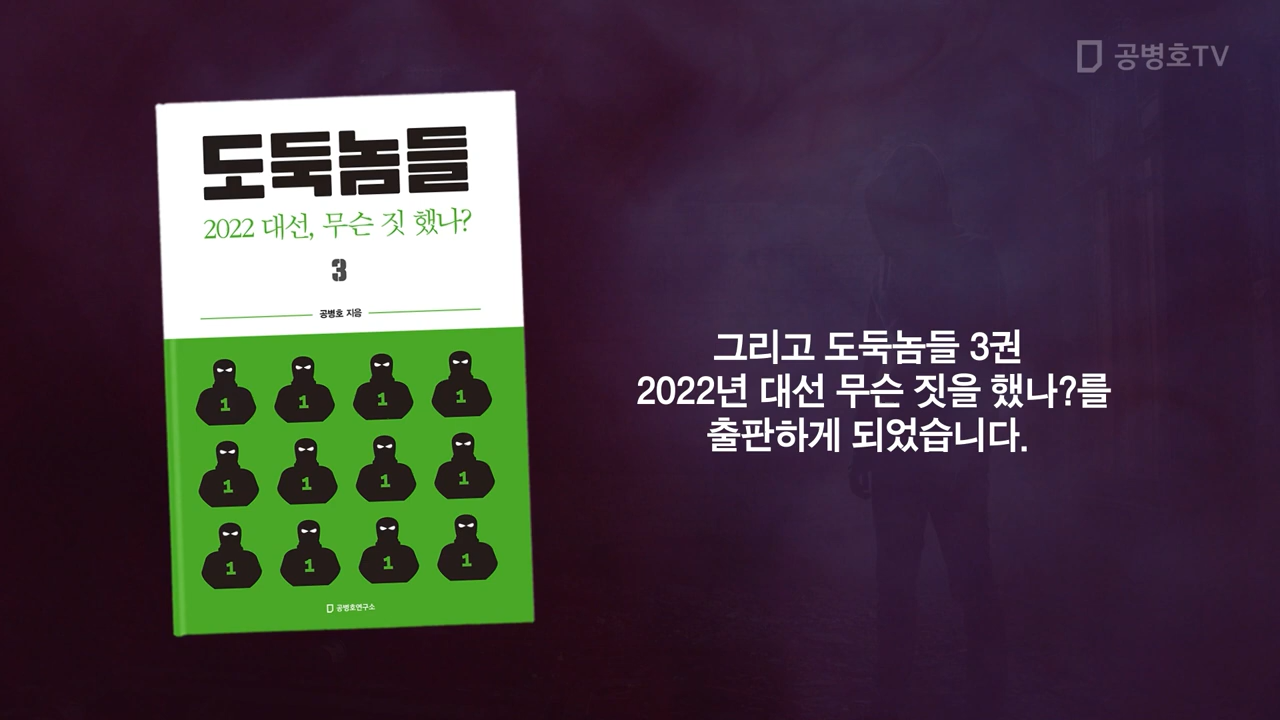 공병호TV
도둑놈들
2022 대선, 무슨 짓 했나?
3
공병호 지음
1 1 1 1
1 1 1 1
1 1 1 1
공병호연구소
그리고 도둑놈들 3권
2022년 대선 무슨 짓을 했나?를
출판하게 되었습니다.